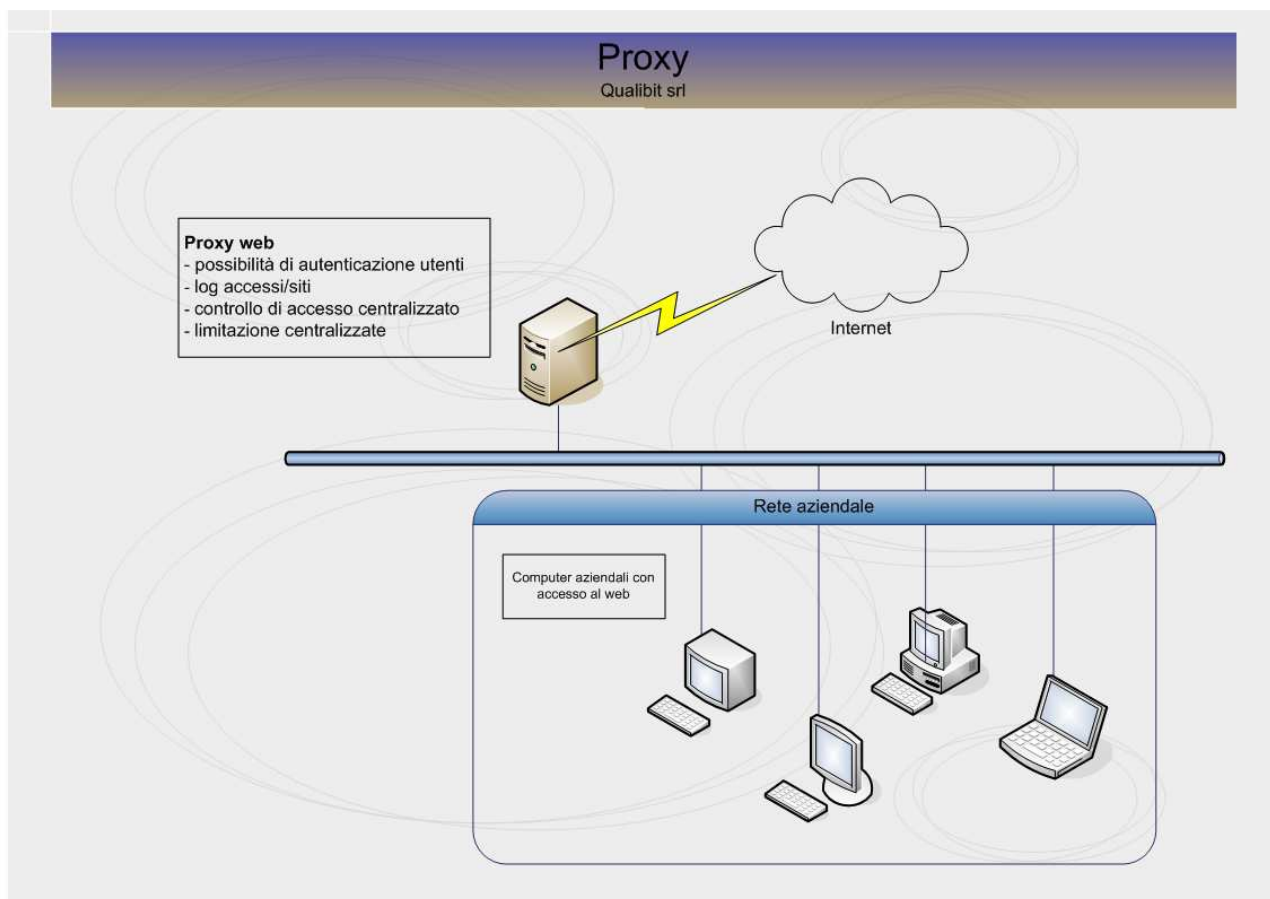 Proxy
Qualibit srl
Proxy web
- possibilità di autenticazione utenti
- log accessi/siti
- controllo di accesso centralizzato
- limitazione centralizzate
Internet
Rete aziendale
Computer aziendali con
accesso al web